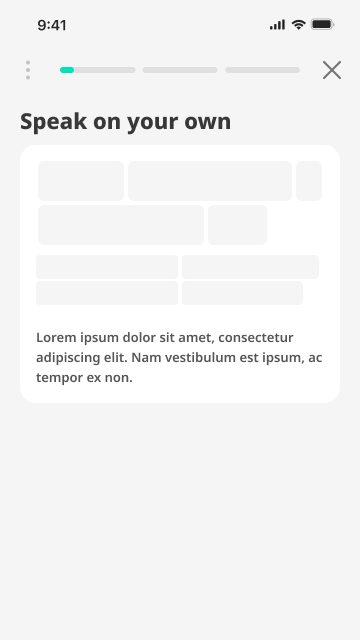 9:41
Speak on your own
Lorem ipsum dolor sit amet, consectetur
adipiscing elit. Nam vestibulum est ipsum, ac
tempor ex non.